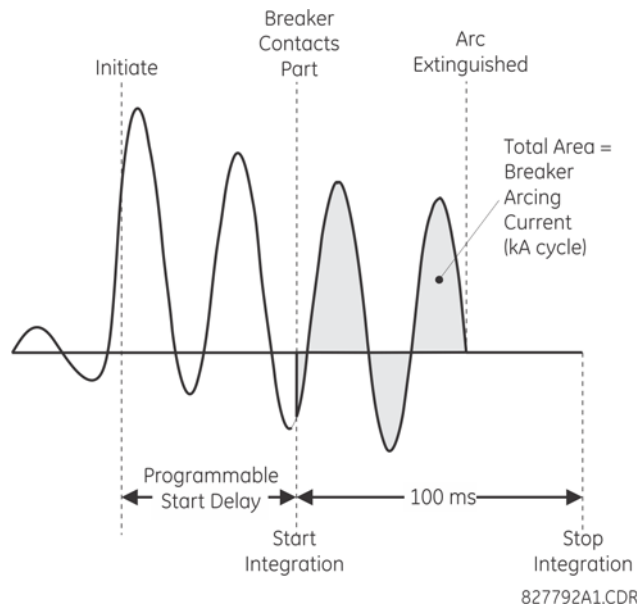 Initiate
Breaker
Contacts
Part
Arc
Extinguished
Total Area =
Breaker
Arcing
Current
(kA cycle)
Programmable
Start Delay
100 ms
Start
Integration
Stop
Integration
827792A1.CDR